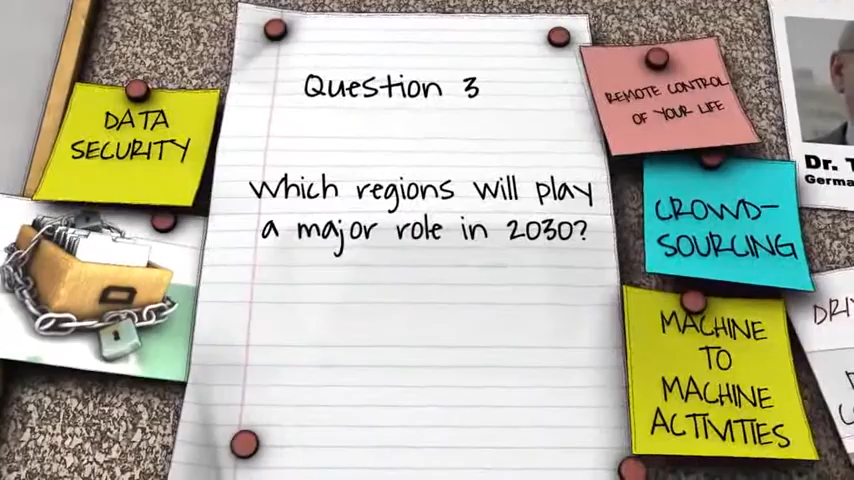 Question 3
Which regions will play
a major role in 2030?
DATA
SECURITY
REMOTE CONTROL
OF YOUR LIFE
CROWD-
SOURCING
MACHINE
TO
MACHINE
ACTIVITIES
Dr.